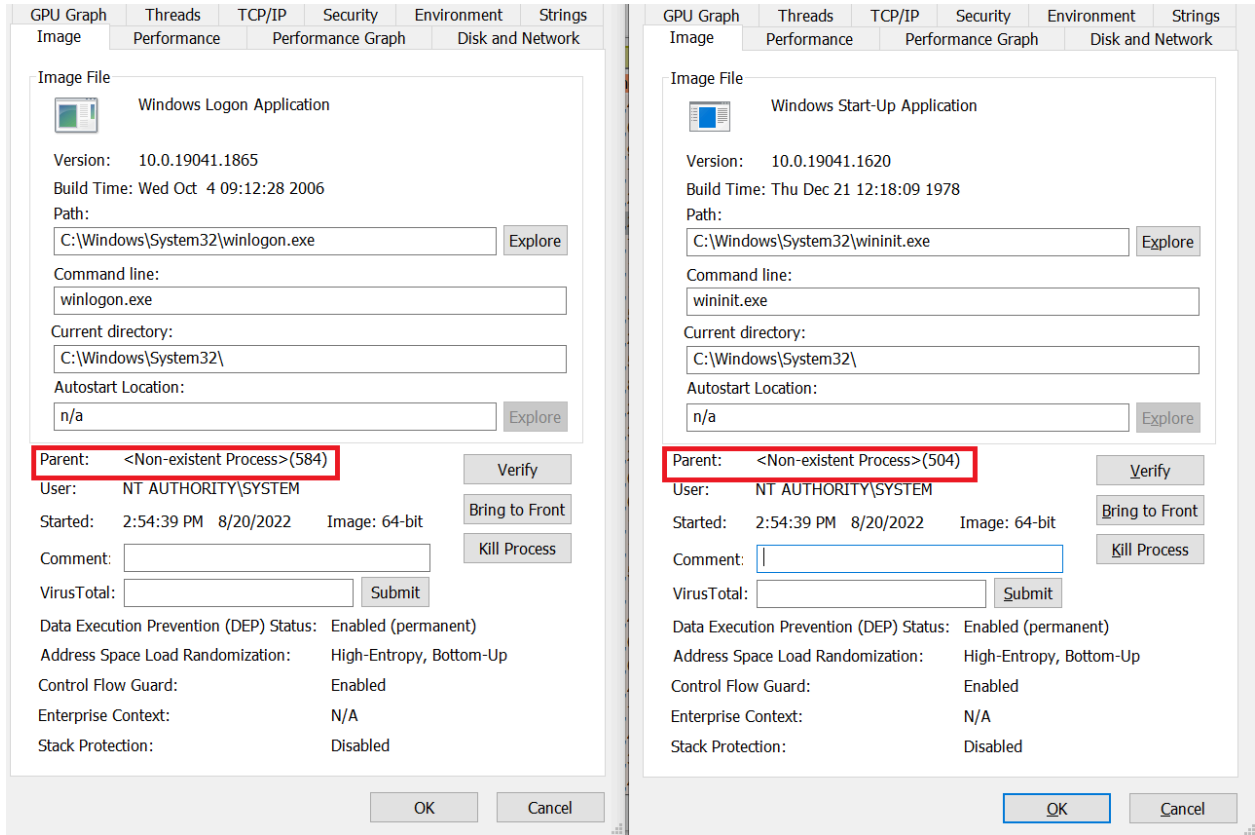 GPU Graph Threads TCP/IP Security Environment Strings
Image Performance Performance Graph Disk and Network
Image File
Windows Logon Application
Version: 10.0.19041.1865
Build Time: Wed Oct 4 09:12:28 2006
Path:
C:\Windows\System32\winlogon.exe Explore
Command line:
winlogon.exe
Current directory:
C:\Windows\System32\
Autostart Location:
n/a Explore
Parent: <Non-existent Process>(584) Verify
User: NT AUTHORITY\SYSTEM
Bring to Front
Started: 2:54:39 PM 8/20/2022 Image: 64-bit
Kill Process
Comment:
VirusTotal: Submit
Data Execution Prevention (DEP) Status: Enabled (permanent)
Address Space Load Randomization: High-Entropy, Bottom-Up
Control Flow Guard: Enabled
Enterprise Context: N/A
Stack Protection: Disabled
OK Cancel
GPU Graph Threads TCP/IP Security Environment Strings
Image Performance Performance Graph Disk and Network
Image File
Windows Start-Up Application
Version: 10.0.19041.1620
Build Time: Thu Dec 21 12:18:09 1978
Path:
C:\Windows\System32\wininit.exe Explore
Command line:
wininit.exe
Current directory:
C:\Windows\System32\
Autostart Location:
n/a Explore
Parent: <Non-existent Process>(504) Verify
User: NT AUTHORITY\SYSTEM
Bring to Front
Started: 2:54:39 PM 8/20/2022 Image: 64-bit
Kill Process
Comment:
VirusTotal: Submit
Data Execution Prevention (DEP) Status: Enabled (permanent)
Address Space Load Randomization: High-Entropy, Bottom-Up
Control Flow Guard: Enabled
Enterprise Context: N/A
Stack Protection: Disabled
OK Cancel